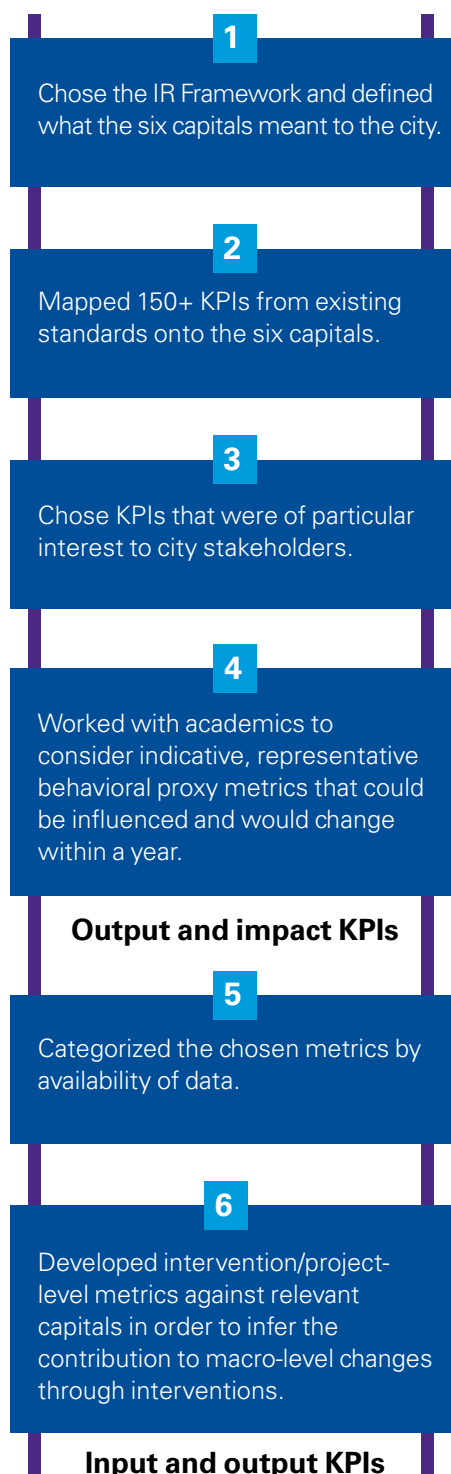 1
Chose the IR Framework and defined
what the six capitals meant to the city.
2
Mapped 150+ KPIs from existing
standards onto the six capitals.
3
Chose KPIs that were of particular
interest to city stakeholders.
4
Worked with academics to
consider indicative, representative
behavioral proxy metrics that could
be influenced and would change
within a year.
Output and impact KPIs
5
Categorized the chosen metrics by
availability of data.
6
Developed intervention/project-
level metrics against relevant
capitals in order to infer the
contribution to macro-level changes
through interventions.
Input and output KPIs